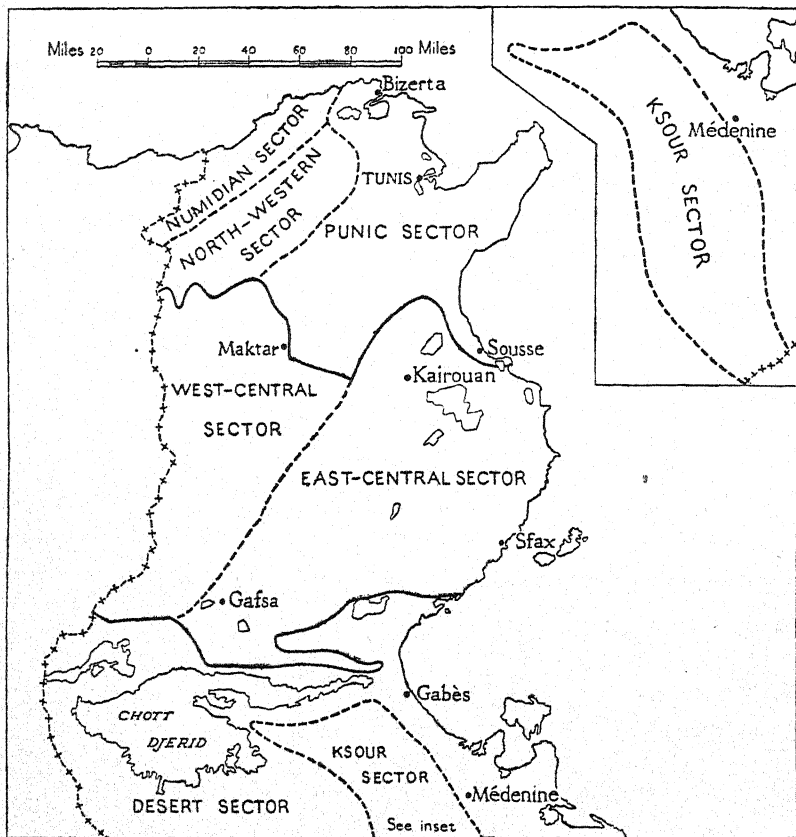 Miles 20 0 20 40 60 80 100 Miles
Bizerta
NUMIDIAN SECTOR
NORTH-WESTERN
SECTOR
TUNIS
PUNIC SECTOR
KSOUR SECTOR
Médenine
Maktar
Sousse
Kairouan
WEST-CENTRAL
SECTOR
EAST-CENTRAL SECTOR
Sfax
Gafsa
Gabès
CHOTT
DJERID
KSOUR
SECTOR
Médenine
DESERT SECTOR
See inset